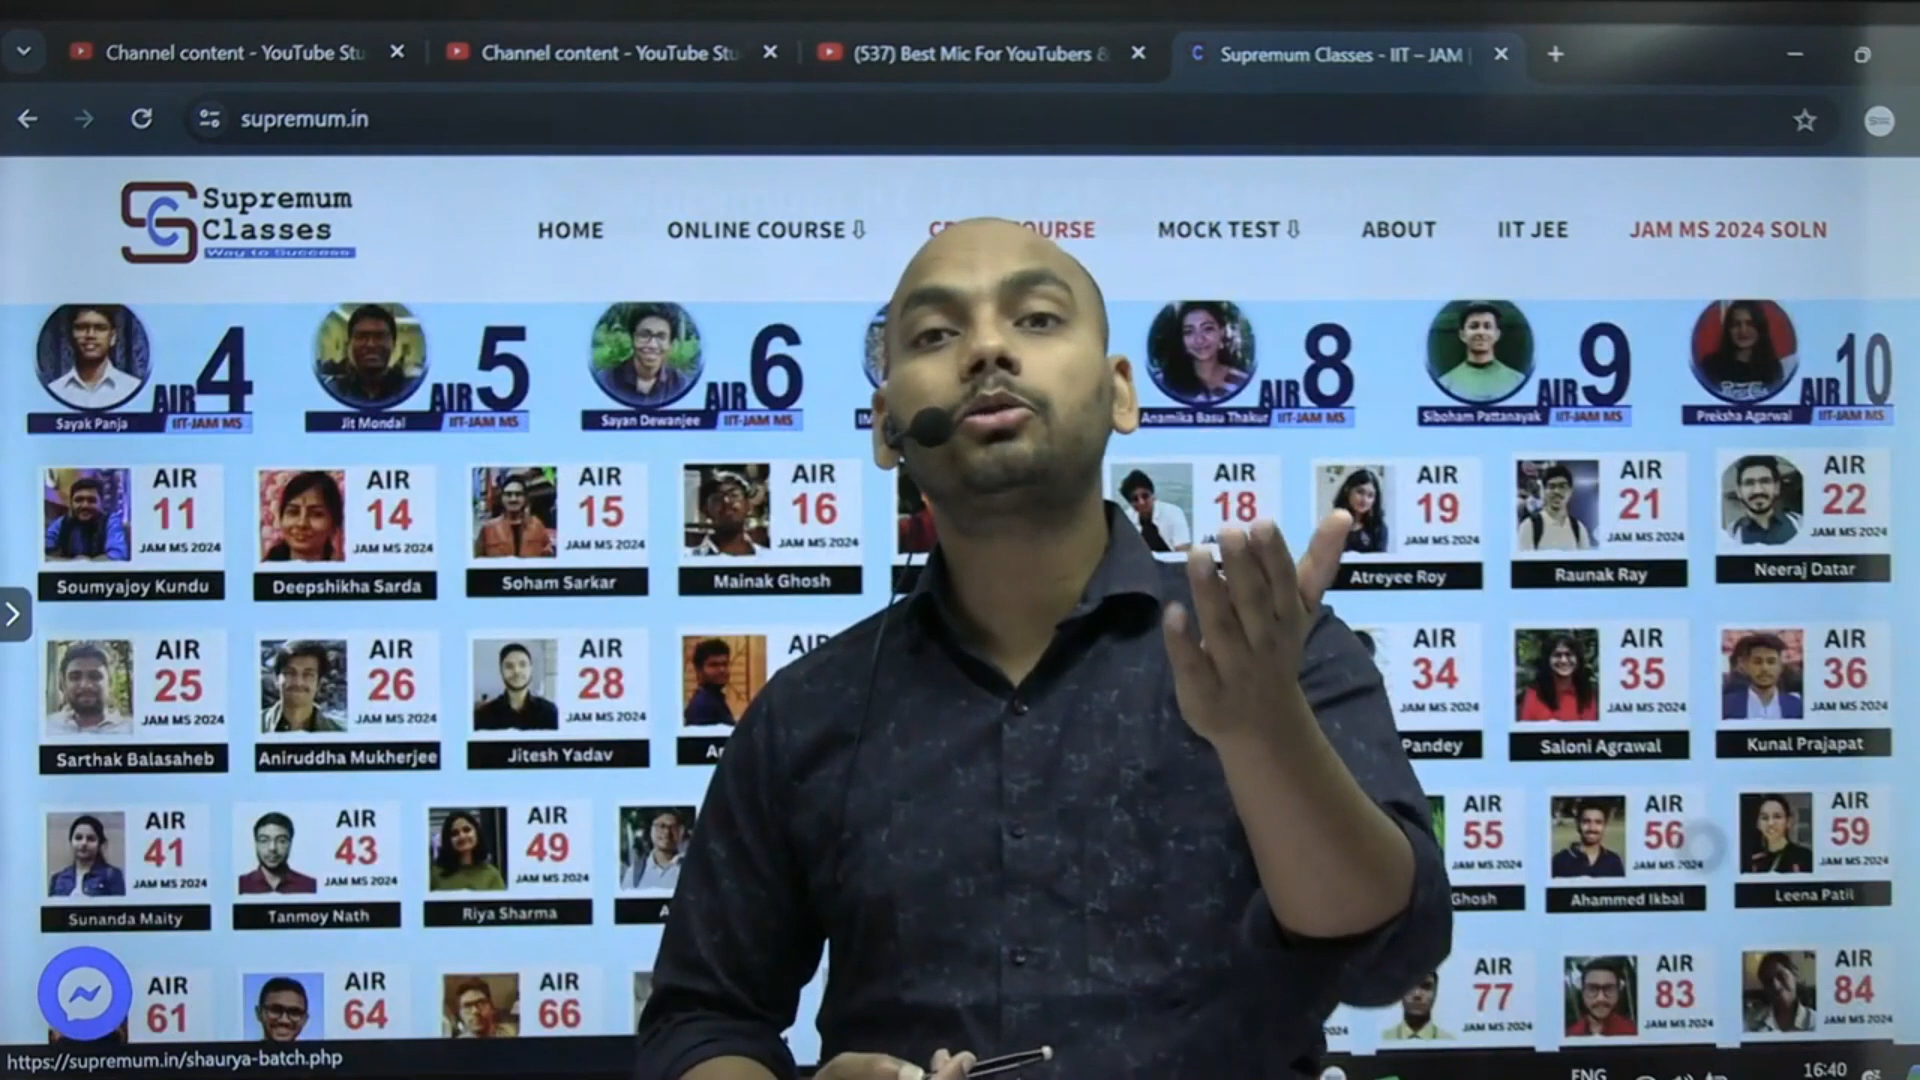 Channel content - YouTube Stu
Channel content - YouTube Stu
(537) Best Mic For YouTubers &
Supremum Classes - IIT – JAM |
supremum.in
Supremum Classes
Way to Success
HOME
ONLINE COURSE ⇩
MOCK TEST ⇩
ABOUT
IIT JEE
JAM MS 2024 SOLN
AIR 4
Sayak Panja
IIT-JAM MS
AIR 5
Jit Mondal
IIT-JAM MS
AIR 6
Sayan Dewanjee
IIT-JAM MS
AIR 8
Anamika Basu Thakur
IIT-JAM MS
AIR 9
Siboham Pattanayak
IIT-JAM MS
AIR 10
Preksha Agarwal
IIT-JAM MS
AIR 11
JAM MS 2024
Soumyajoy Kundu
AIR 14
JAM MS 2024
Deepshikha Sarda
AIR 15
JAM MS 2024
Soham Sarkar
AIR 16
JAM MS 2024
Mainak Ghosh
AIR 18
AIR 19
JAM MS 2024
Atreyee Roy
AIR 21
JAM MS 2024
Raunak Ray
AIR 22
JAM MS 2024
Neeraj Datar
AIR 25
JAM MS 2024
Sarthak Balasaheb
AIR 26
JAM MS 2024
Aniruddha Mukherjee
AIR 28
JAM MS 2024
Jitesh Yadav
AIR 34
JAM MS 2024
Pandey
AIR 35
JAM MS 2024
Saloni Agrawal
AIR 36
JAM MS 2024
Kunal Prajapat
AIR 41
JAM MS 2024
Sunanda Maity
AIR 43
JAM MS 2024
Tanmoy Nath
AIR 49
JAM MS 2024
Riya Sharma
AIR 55
JAM MS 2024
Ghosh
AIR 56
JAM MS 2024
Ahammed Ikbal
AIR 59
JAM MS 2024
Leena Patil
AIR 61
AIR 64
AIR 66
AIR 77
JAM MS 2024
AIR 83
JAM MS 2024
AIR 84
JAM MS 2024
https://supremum.in/shaurya-batch.php
ENG
16:40